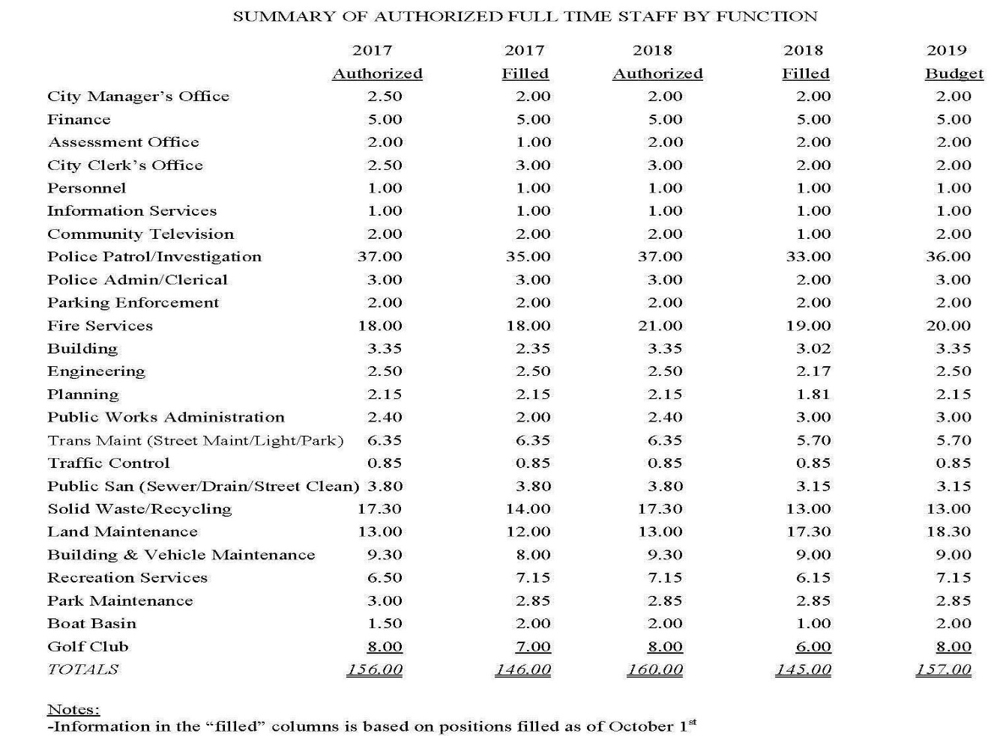 SUMMARY OF AUTHORIZED FULL TIME STAFF BY FUNCTION
2017 2017 2018 2018 2019
Authorized Filled Authorized Filled Budget
City Manager’s Office 2.50 2.00 2.00 2.00 2.00
Finance 5.00 5.00 5.00 5.00 5.00
Assessment Office 2.00 1.00 2.00 2.00 2.00
City Clerk’s Office 2.50 3.00 3.00 2.00 2.00
Personnel 1.00 1.00 1.00 1.00 1.00
Information Services 1.00 1.00 1.00 1.00 1.00
Community Television 2.00 2.00 2.00 1.00 2.00
Police Patrol/Investigation 37.00 35.00 37.00 33.00 36.00
Police Admin/Clerical 3.00 3.00 3.00 2.00 3.00
Parking Enforcement 2.00 2.00 2.00 2.00 2.00
Fire Services 18.00 18.00 21.00 19.00 20.00
Building 3.35 2.35 3.35 3.02 3.35
Engineering 2.50 2.50 2.50 2.17 2.50
Planning 2.15 2.15 2.15 1.81 2.15
Public Works Administration 2.40 2.00 2.40 3.00 3.00
Trans Maint (Street Maint/Light/Park) 6.35 6.35 6.35 5.70 5.70
Traffic Control 0.85 0.85 0.85 0.85 0.85
Public San (Sewer/Drain/Street Clean) 3.80 3.80 3.80 3.15 3.15
Solid Waste/Recycling 17.30 14.00 17.30 13.00 13.00
Land Maintenance 13.00 12.00 13.00 17.30 18.30
Building & Vehicle Maintenance 9.30 8.00 9.30 9.00 9.00
Recreation Services 6.50 7.15 7.15 6.15 7.15
Park Maintenance 3.00 2.85 2.85 2.85 2.85
Boat Basin 1.50 2.00 2.00 1.00 2.00
Golf Club 8.00 7.00 8.00 6.00 8.00
TOTALS 156.00 146.00 160.00 145.00 157.00
Notes:
-Information in the “filled” columns is based on positions filled as of October 1st